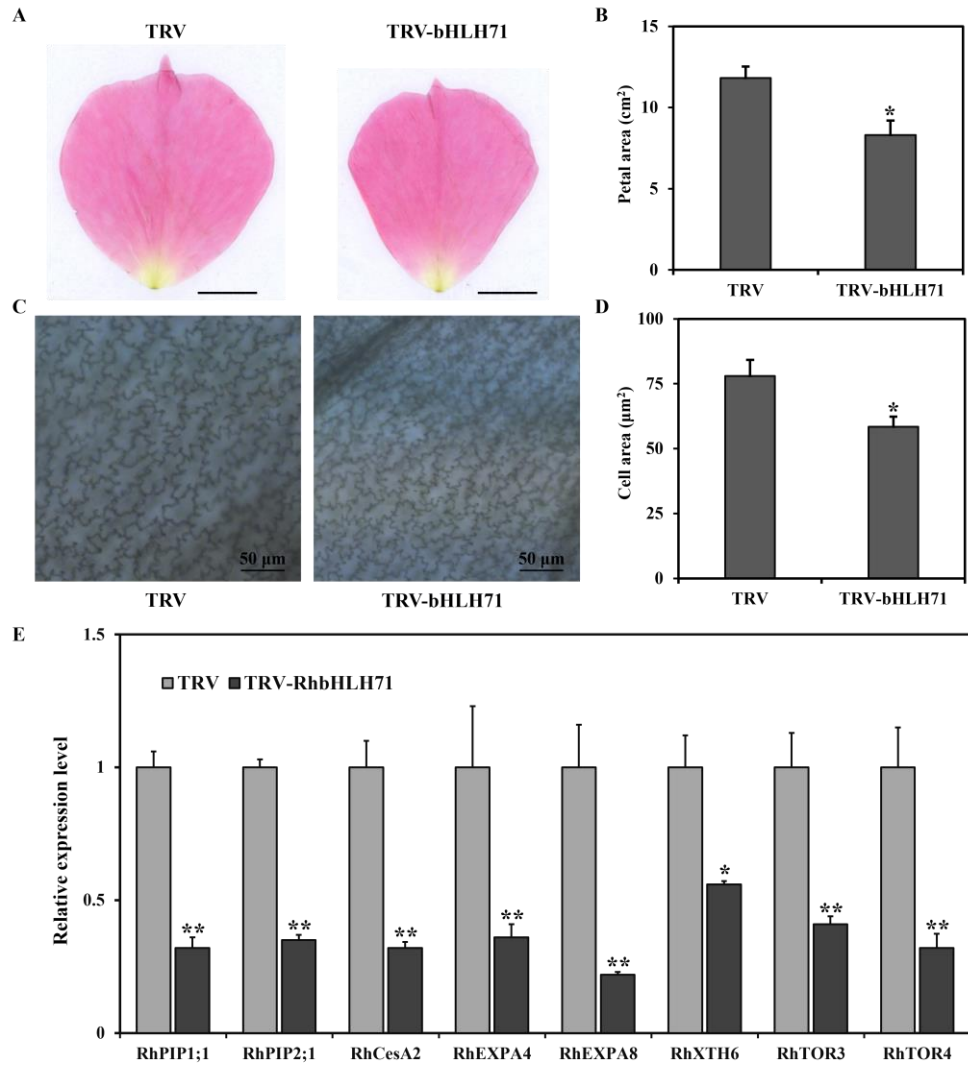 A
TRV
TRV-bHLH71
B
Petal area (cm²)
15
10
5
0
TRV
TRV-bHLH71
*
C
50 μm
50 μm
TRV
TRV-bHLH71
D
Cell area (μm²)
100
75
50
25
0
TRV
TRV-bHLH71
*
E
Relative expression level
1.5
1
0.5
0
TRV
TRV-RhbHLH71
**
**
**
**
**
*
**
**
RhPIP1;1
RhPIP2;1
RhCesA2
RhEXPA4
RhEXPA8
RhXTH6
RhTOR3
RhTOR4